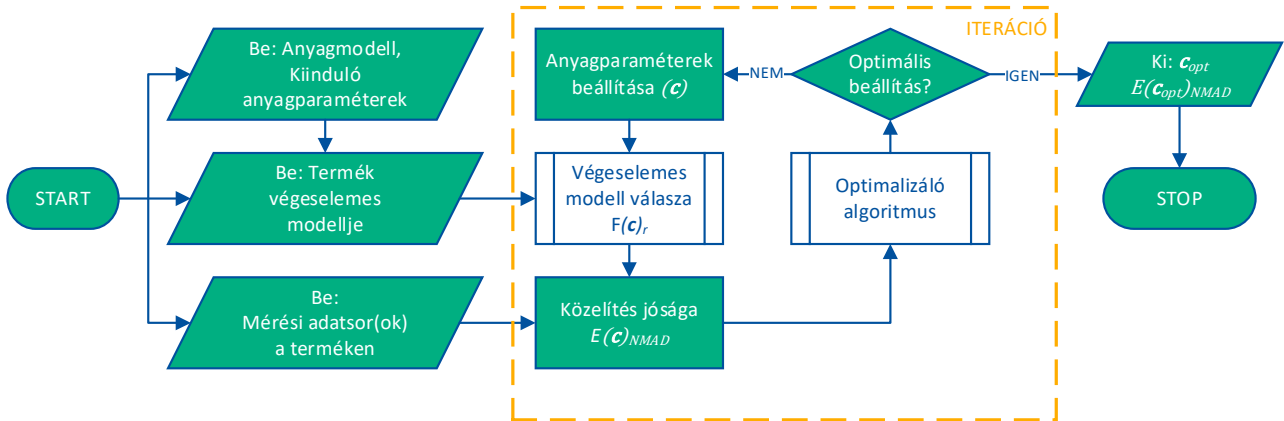 START
Be: Anyagmodell,
Kiinduló
anyagparaméterek
Be: Termék
végeselemes
modellje
Be:
Mérési adatsor(ok)
a terméken
ITERÁCIÓ
Anyagparaméterek
beállítása (c)
Végeselemes
modell válasza
F(c)r
Közelítés jósága
E(c)NMAD
Optimalizáló
algoritmus
Optimális
beállítás?
NEM
IGEN
Ki: copt
E(copt)NMAD
STOP